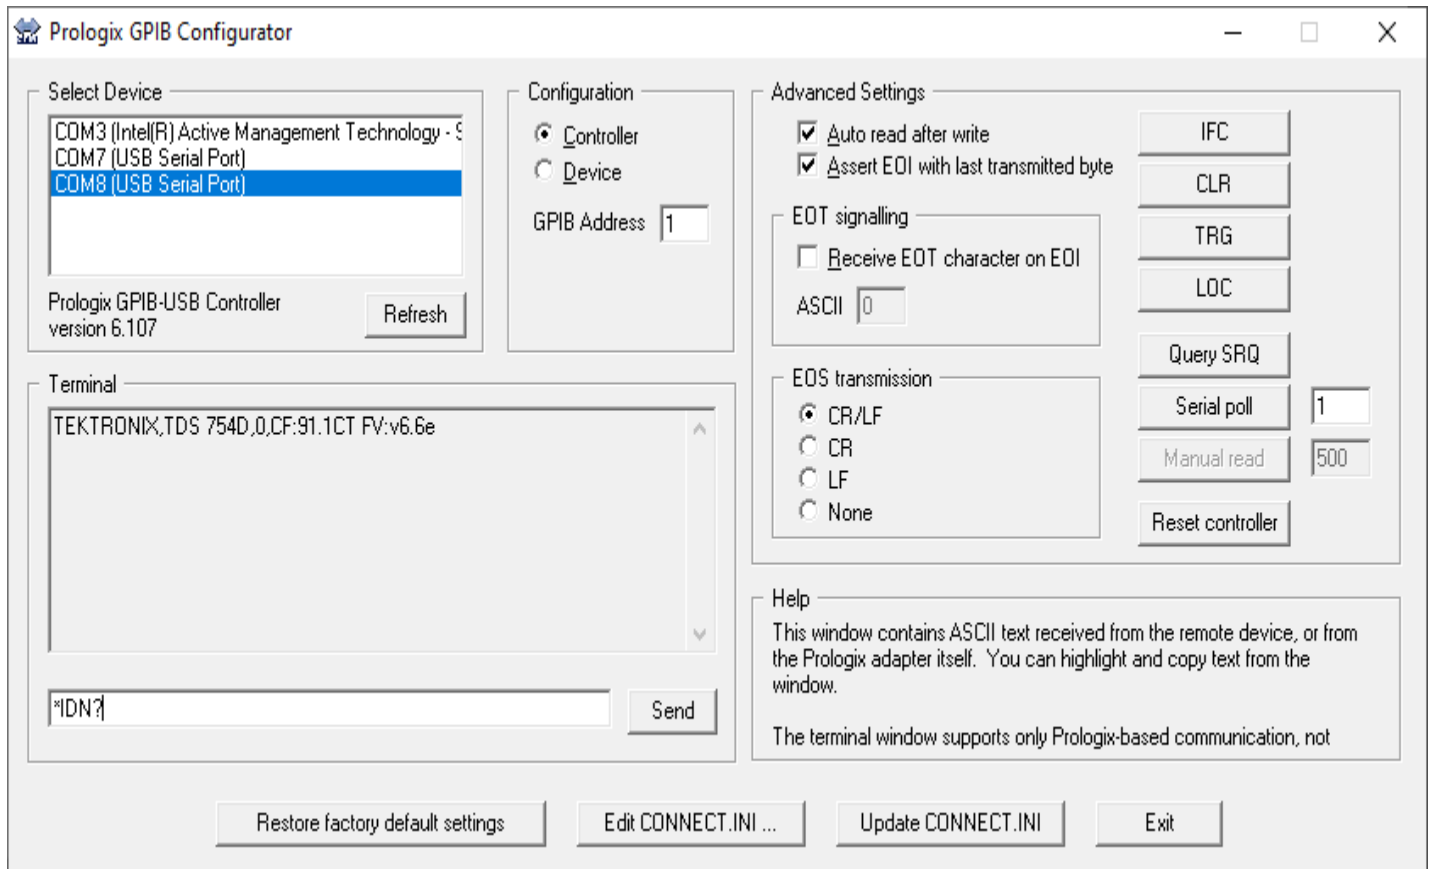 Prologix GPIB Configurator
Select Device
COM3 (Intel(R) Active Management Technology - S
COM7 (USB Serial Port)
COM8 (USB Serial Port)
Prologix GPIB-USB Controller
version 6.107
Refresh
Configuration
Controller
Device
GPIB Address 1
Advanced Settings
Auto read after write
Assert EOI with last transmitted byte
EOT signalling
Receive EOT character on EOI
ASCII 0
EOS transmission
CR/LF
CR
LF
None
IFC
CLR
TRG
LOC
Query SRQ
Serial poll 1
Manual read 500
Reset controller
Terminal
TEKTRONIX,TDS 754D,0,CF:91.1CT FV:v6.6e
*IDN?
Send
Help
This window contains ASCII text received from the remote device, or from
the Prologix adapter itself. You can highlight and copy text from the
window.
The terminal window supports only Prologix-based communication, not
Restore factory default settings
Edit CONNECT.INI ...
Update CONNECT.INI
Exit